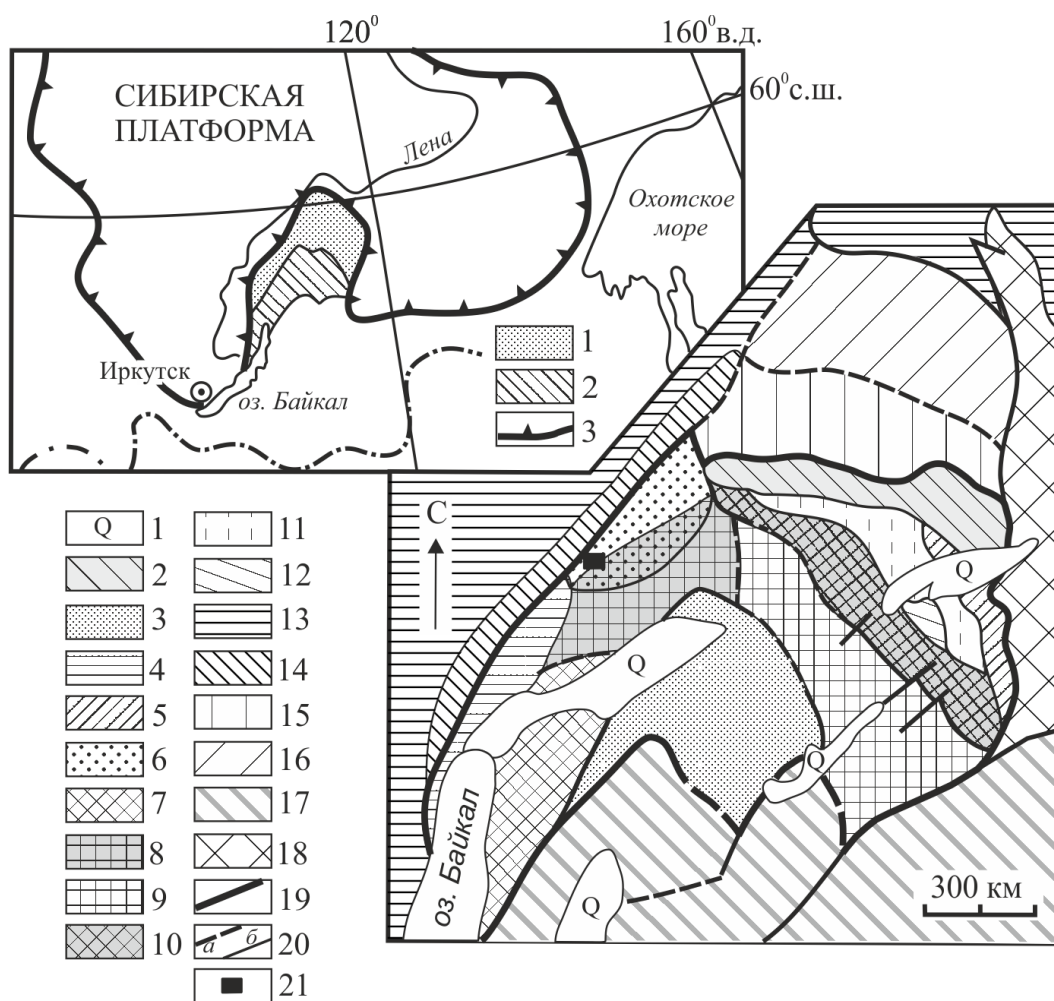 120⁰
160⁰в.д.
60⁰с.ш.
СИБИРСКАЯ
ПЛАТФОРМА
Лена
Охотское
море
Иркутск
оз. Байкал
1
2
3
Q 1
2
3
4
5
6
7
8
9
10
11
12
13
14
15
16
17
18
19
а б 20
21
С
Q
Q
Q
Q
оз. Байкал
300 км